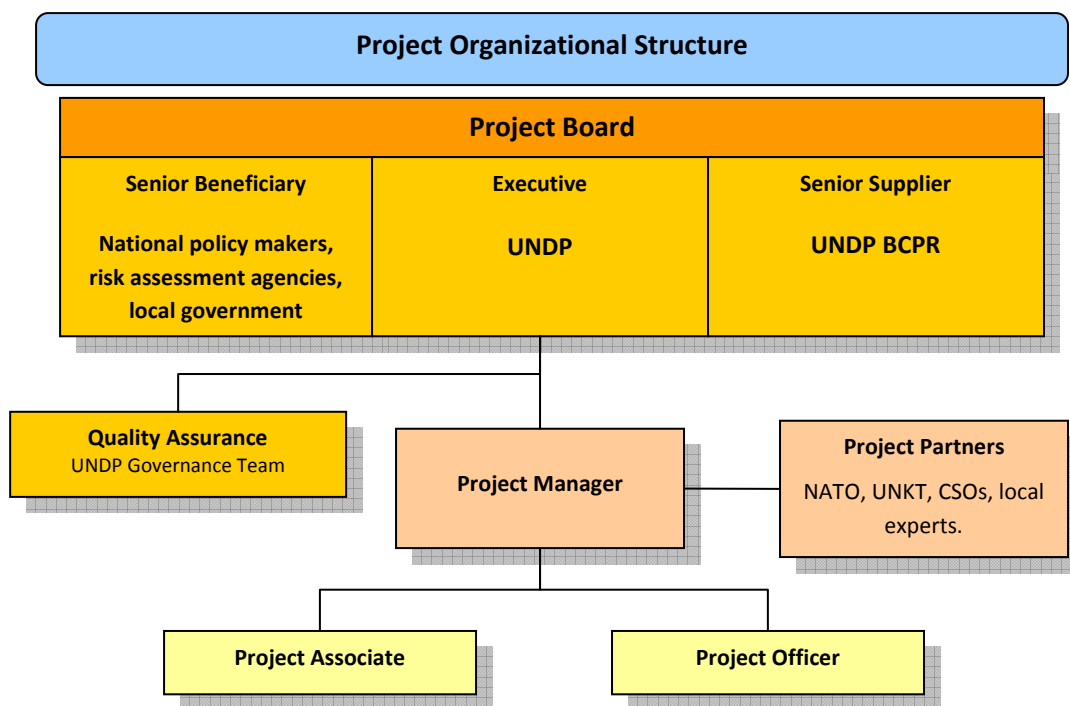 Project Organizational Structure
Project Board
Senior Beneficiary
National policy makers,
risk assessment agencies,
local government
Executive
UNDP
Senior Supplier
UNDP BCPR
Quality Assurance
UNDP Governance Team
Project Manager
Project Partners
NATO, UNKT, CSOs, local
experts.
Project Associate
Project Officer